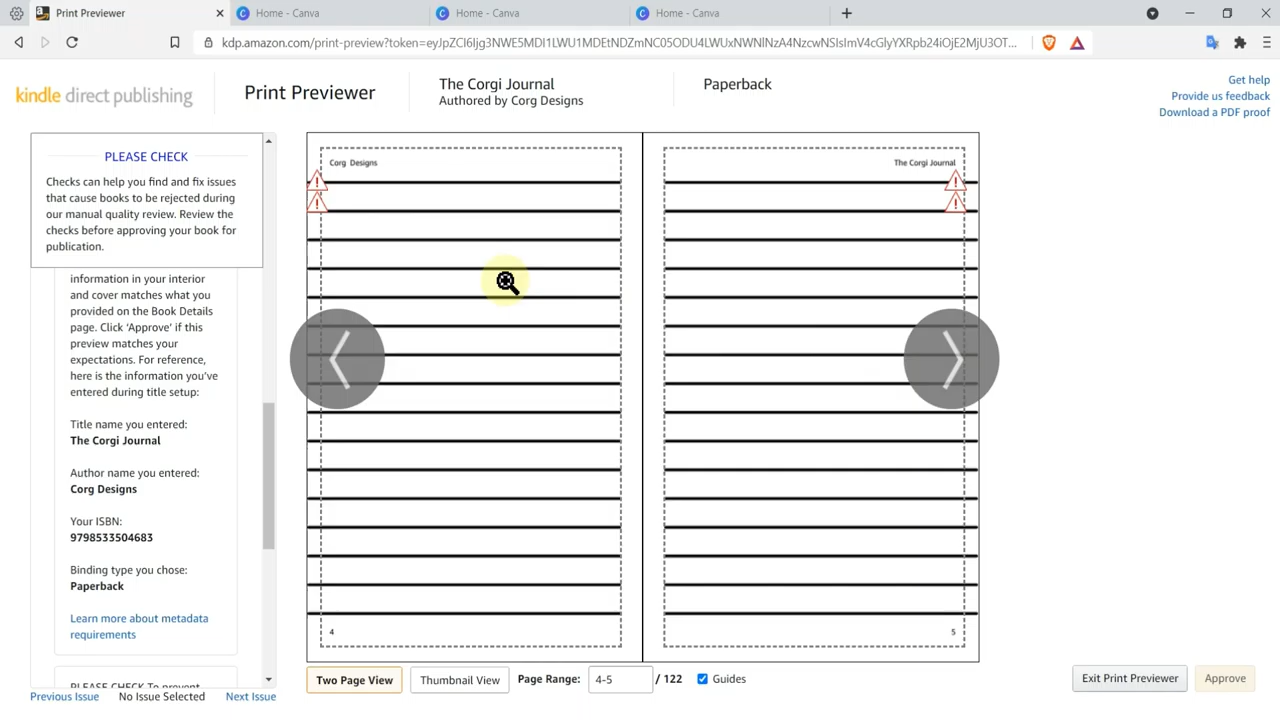 Print Previewer
Home - Canva
Home - Canva
Home - Canva
kdp.amazon.com/print-preview?token=eyJpZCI6Ijg3NWE5MDI1LWU1MDEtNDZmNC05ODU4LWUxNWNlNzA4NzcwNSIsImV4cGlyYXRpb24iOjE2MjU3OT...
kindle direct publishing
Print Previewer
The Corgi Journal
Authored by Corg Designs
Paperback
Get help
Provide us feedback
Download a PDF proof
PLEASE CHECK
Checks can help you find and fix issues
that cause books to be rejected during
our manual quality review. Review the
checks before approving your book for
publication.
information in your interior
and cover matches what you
provided on the Book Details
page. Click ‘Approve’ if this
preview matches your
expectations. For reference,
here is the information you’ve
entered during title setup:
Title name you entered:
The Corgi Journal
Author name you entered:
Corg Designs
Your ISBN:
9798533504683
Binding type you chose:
Paperback
Learn more about metadata
requirements
PLEASE CHECK To prevent
Previous Issue
No Issue Selected
Next Issue
Corg Designs
4
The Corgi Journal
5
Two Page View
Thumbnail View
Page Range:
4-5
/ 122
Guides
Exit Print Previewer
Approve